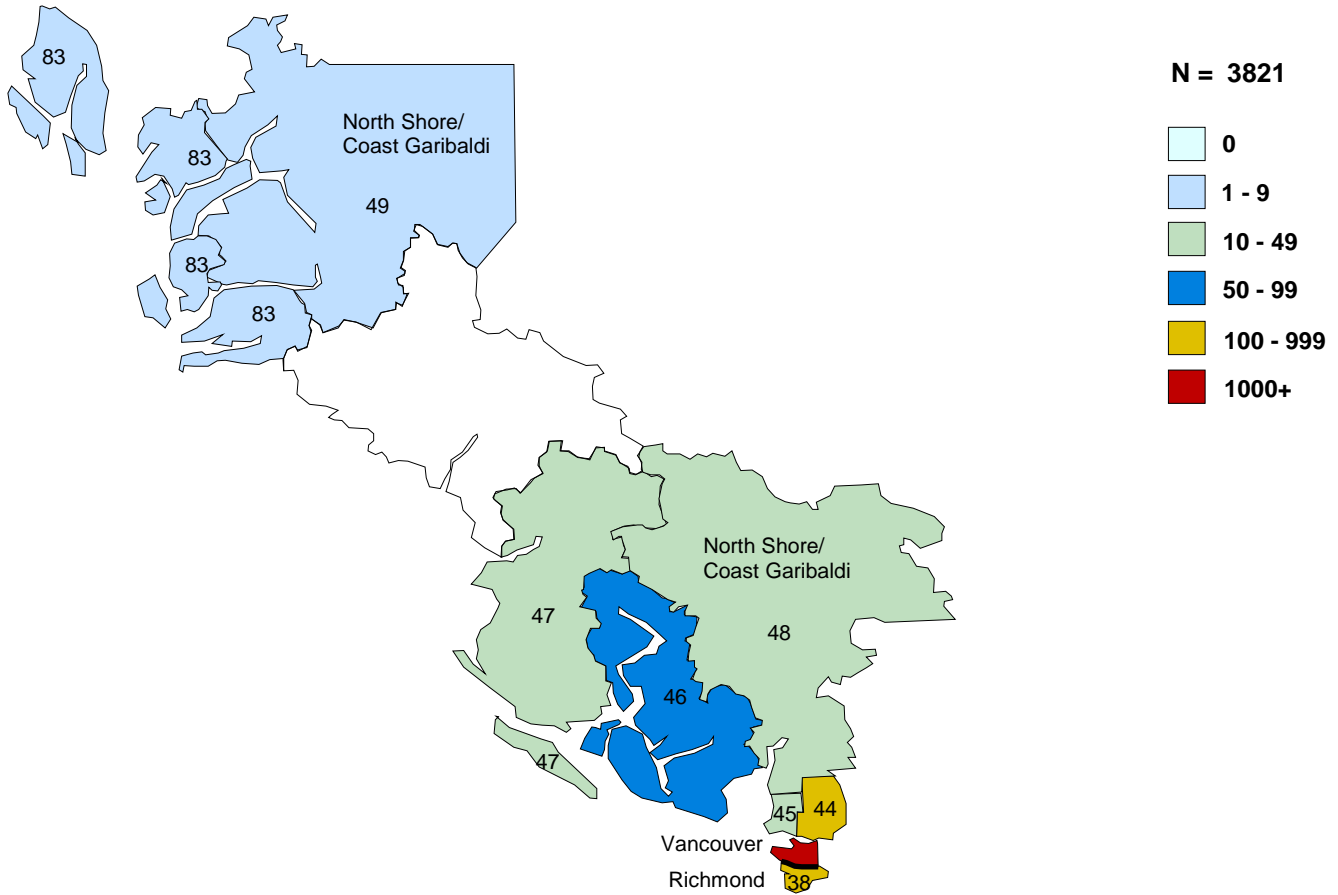 83
N = 3821
0
1 - 9
10 - 49
50 - 99
100 - 999
1000+
North Shore/
Coast Garibaldi
83
49
83
83
North Shore/
Coast Garibaldi
47
48
46
47
45
44
Vancouver
Richmond
38